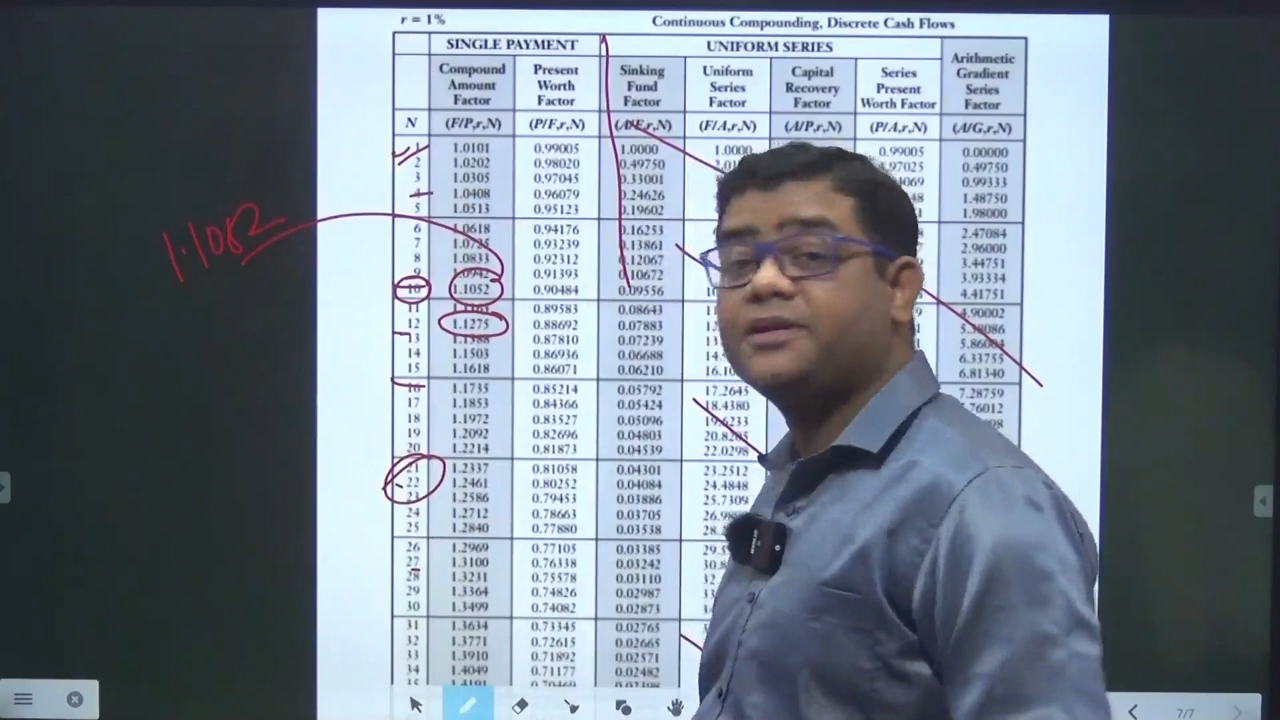 r = 1%
Continuous Compounding, Discrete Cash Flows
SINGLE PAYMENT UNIFORM SERIES
Compound Amount Factor Present Worth Factor Sinking Fund Factor Uniform Series Factor Capital Recovery Factor Series Present Worth Factor Arithmetic Gradient Series Factor
N (F/P,r,N) (P/F,r,N) (A/F,r,N) (F/A,r,N) (A/P,r,N) (P/A,r,N) (A/G,r,N)
1 1.0101 0.99005 1.0000 1.0000 0.99005 0.00000
2 1.0202 0.98020 0.49750 0.49750
3 1.0305 0.97045 0.33001 0.99333
4 1.0408 0.96079 0.24626 1.48750
5 1.0513 0.95123 0.19602 1.98000
6 1.0618 0.94176 0.16253 2.47084
7 1.0725 0.93239 0.13861 2.96000
8 1.0833 0.92312 0.12067 3.44751
9 1.0942 0.91393 0.10672 3.93334
10 1.1052 0.90484 0.09556 4.41751
1.1082
11 0.89583 0.08643 4.90002
12 1.1275 0.88692 0.07883
13 1.1388 0.87810 0.07239
14 1.1503 0.86936 0.06688 6.33755
15 1.1618 0.86071 0.06210 6.81340
16 1.1735 0.85214 0.05792 17.2645 7.28759
17 1.1853 0.84366 0.05424 18.4380
18 1.1972 0.83527 0.05096 19.6233
19 1.2092 0.82696 0.04803
20 1.2214 0.81873 0.04539 22.0298
21 1.2337 0.81058 0.04301 23.2512
22 1.2461 0.80252 0.04084 24.4848
23 1.2586 0.79453 0.03886 25.7309
24 1.2712 0.78663 0.03705
25 1.2840 0.77880 0.03538
26 1.2969 0.77105 0.03385
27 1.3100 0.76338 0.03242
28 1.3231 0.75578 0.03110
29 1.3364 0.74826 0.02987
30 1.3499 0.74082 0.02873
31 1.3634 0.73345 0.02765
32 1.3771 0.72615 0.02665
33 1.3910 0.71892 0.02571
34 1.4049 0.71177 0.02482
7/7